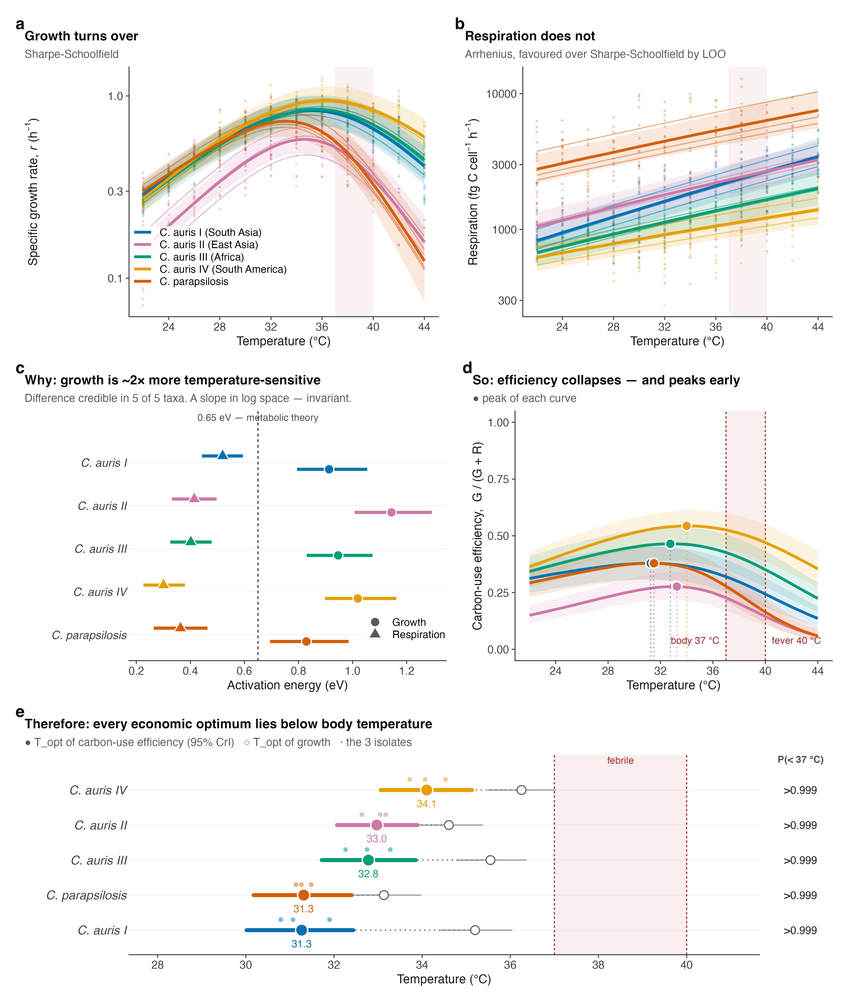 a
Growth turns over
Sharpe-Schoolfield
Specific growth rate, r (h⁻¹)
1.0
0.3
0.1
C. auris I (South Asia)
C. auris II (East Asia)
C. auris III (Africa)
C. auris IV (South America)
C. parapsilosis
24 28 32 36 40 44
Temperature (°C)
b
Respiration does not
Arrhenius, favoured over Sharpe-Schoolfield by LOO
Respiration (fg C cell⁻¹ h⁻¹)
10000
3000
1000
300
24 28 32 36 40 44
Temperature (°C)
c
Why: growth is ~2× more temperature-sensitive
Difference credible in 5 of 5 taxa. A slope in log space — invariant.
0.65 eV — metabolic theory
C. auris I
C. auris II
C. auris III
C. auris IV
C. parapsilosis
Growth
Respiration
0.2 0.4 0.6 0.8 1.0 1.2
Activation energy (eV)
d
So: efficiency collapses — and peaks early
● peak of each curve
Carbon-use efficiency, G / (G + R)
1.00
0.75
0.50
0.25
0.00
body 37 °C
fever 40 °C
24 28 32 36 40 44
Temperature (°C)
e
Therefore: every economic optimum lies below body temperature
● T_opt of carbon-use efficiency (95% CrI) ○ T_opt of growth · the 3 isolates
febrile
P(< 37 °C)
C. auris IV
34.1
>0.999
C. auris II
33.0
>0.999
C. auris III
32.8
>0.999
C. parapsilosis
31.3
>0.999
C. auris I
31.3
>0.999
28 30 32 34 36 38 40
Temperature (°C)